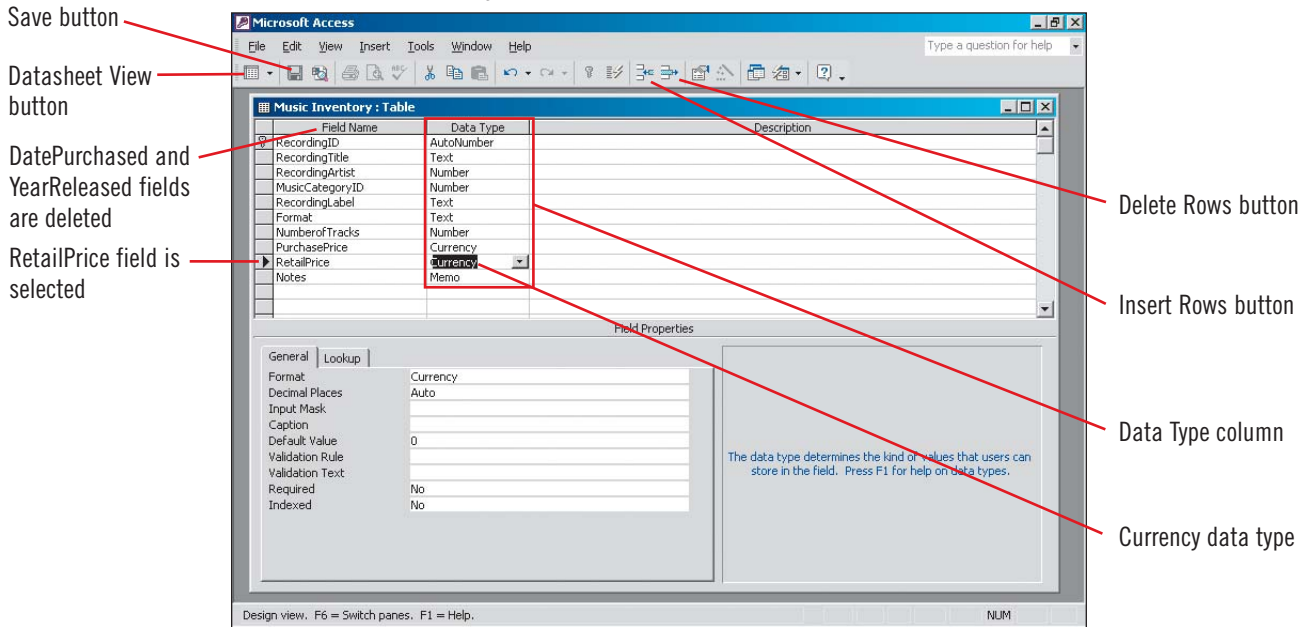 Save button
Datasheet View
button
DatePurchased and
YearReleased fields
are deleted
RetailPrice field is
selected
Microsoft Access
File Edit View Insert Tools Window Help
Type a question for help
Music Inventory : Table
Field Name Data Type Description
RecordingID AutoNumber
RecordingTitle Text
RecordingArtist Number
MusicCategoryID Number
RecordingLabel Text
Format Text
NumberofTracks Number
PurchasePrice Currency
RetailPrice Currency
Notes Memo
Field Properties
General Lookup
Format Currency
Decimal Places Auto
Input Mask
Caption
Default Value 0
Validation Rule
Validation Text
Required No
Indexed No
The data type determines the kind of values that users can
store in the field. Press F1 for help on data types.
Design view. F6 = Switch panes. F1 = Help.
NUM
Delete Rows button
Insert Rows button
Data Type column
Currency data type